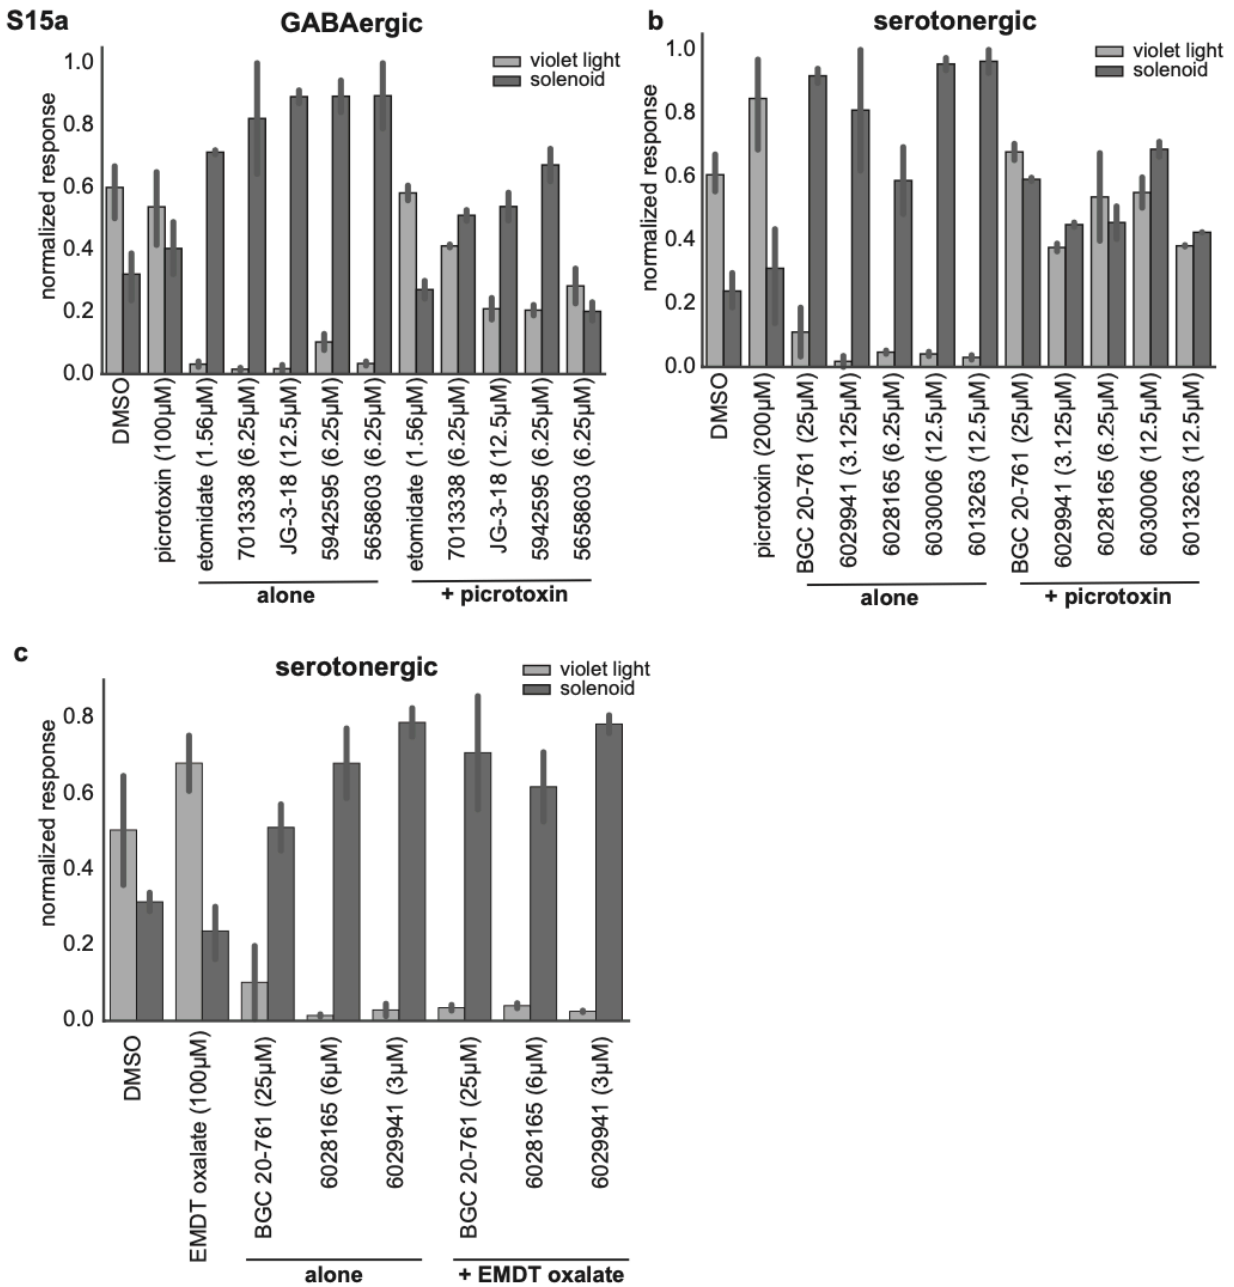 S15a
GABAergic
violet light
solenoid
normalized response
1.0
0.8
0.6
0.4
0.2
0.0
DMSO
picrotoxin (100µM)
etomidate (1.56µM)
7013338 (6.25µM)
JG-3-18 (12.5µM)
5942595 (6.25µM)
5658603 (6.25µM)
etomidate (1.56µM)
7013338 (6.25µM)
JG-3-18 (12.5µM)
5942595 (6.25µM)
5658603 (6.25µM)
alone
+ picrotoxin
b
serotonergic
violet light
solenoid
normalized response
1.0
0.8
0.6
0.4
0.2
0.0
DMSO
picrotoxin (200µM)
BGC 20-761 (25µM)
6029941 (3.125µM)
6028165 (6.25µM)
6030006 (12.5µM)
6013263 (12.5µM)
BGC 20-761 (25µM)
6029941 (3.125µM)
6028165 (6.25µM)
6030006 (12.5µM)
6013263 (12.5µM)
alone
+ picrotoxin
c
serotonergic
violet light
solenoid
normalized response
0.8
0.6
0.4
0.2
0.0
DMSO
EMDT oxalate (100µM)
BGC 20-761 (25µM)
6028165 (6µM)
6029941 (3µM)
BGC 20-761 (25µM)
6028165 (6µM)
6029941 (3µM)
alone
+ EMDT oxalate